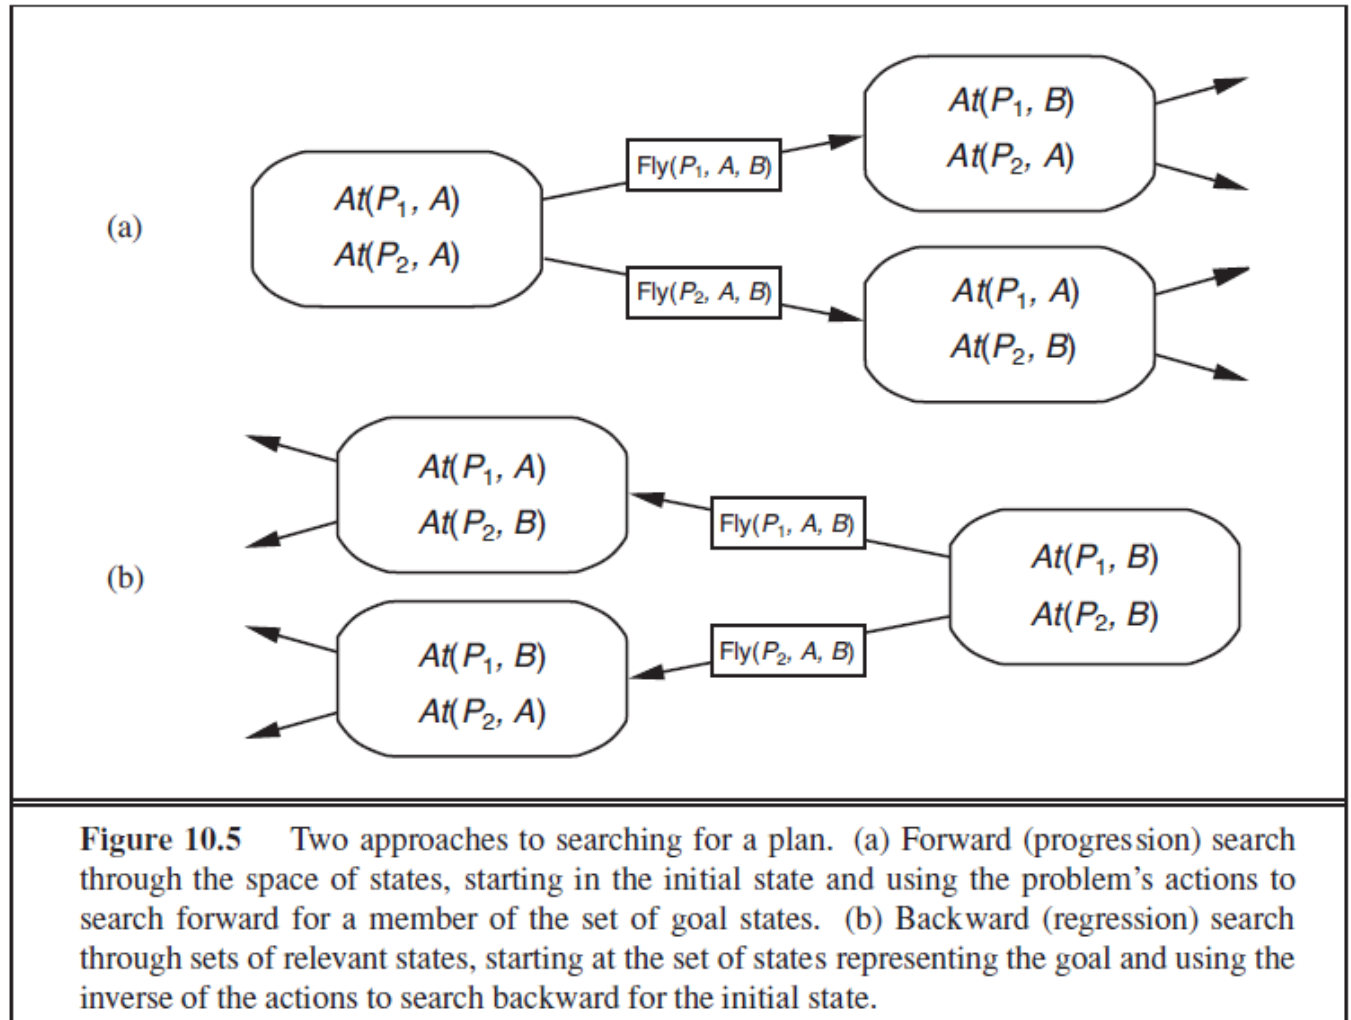 (a)
At(P₁, A)
At(P₂, A)
Fly(P₁, A, B)
Fly(P₂, A, B)
At(P₁, B)
At(P₂, A)
At(P₁, A)
At(P₂, B)
(b)
At(P₁, A)
At(P₂, B)
At(P₁, B)
At(P₂, A)
Fly(P₁, A, B)
Fly(P₂, A, B)
At(P₁, B)
At(P₂, B)
Figure 10.5 Two approaches to searching for a plan. (a) Forward (progression) search
through the space of states, starting in the initial state and using the problem's actions to
search forward for a member of the set of goal states. (b) Backward (regression) search
through sets of relevant states, starting at the set of states representing the goal and using the
inverse of the actions to search backward for the initial state.